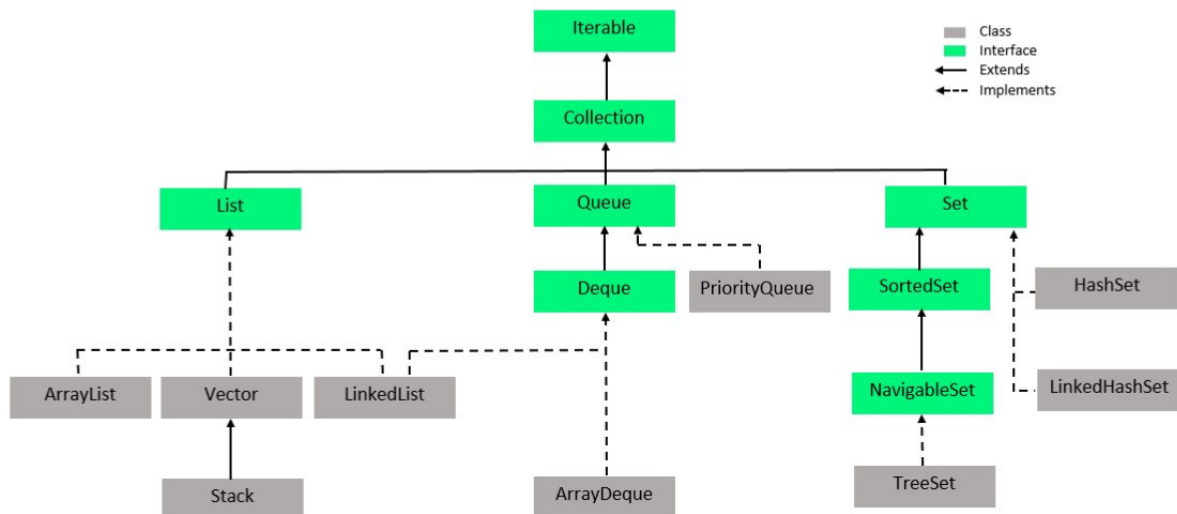 Iterable
Class
Interface
Extends
Implements
Collection
List
Queue
Set
Deque
PriorityQueue
SortedSet
HashSet
ArrayList
Vector
LinkedList
NavigableSet
LinkedHashSet
Stack
ArrayDeque
TreeSet